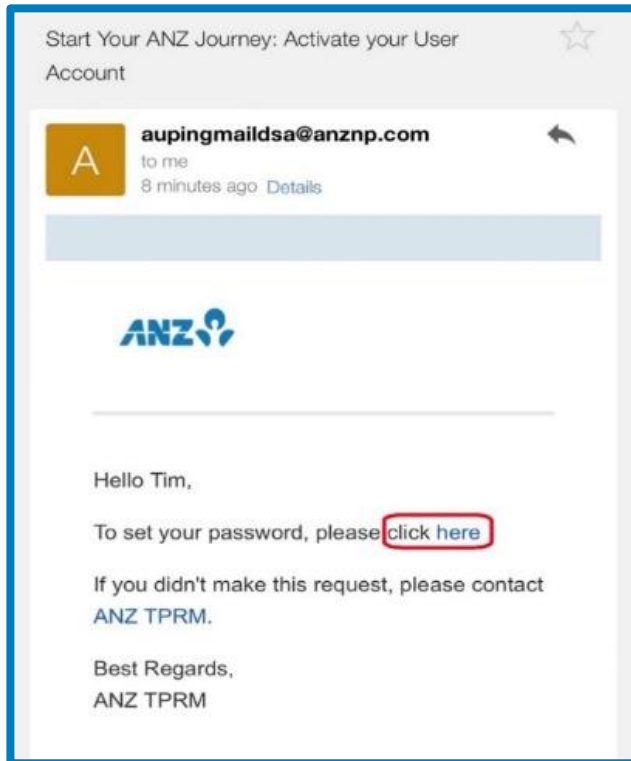 Start Your ANZ Journey: Activate your User
Account
A
aupingmaildsa@anznp.com
to me
8 minutes ago Details
ANZ
Hello Tim,
To set your password, please click here
If you didn't make this request, please contact
ANZ TPRM.
Best Regards,
ANZ TPRM